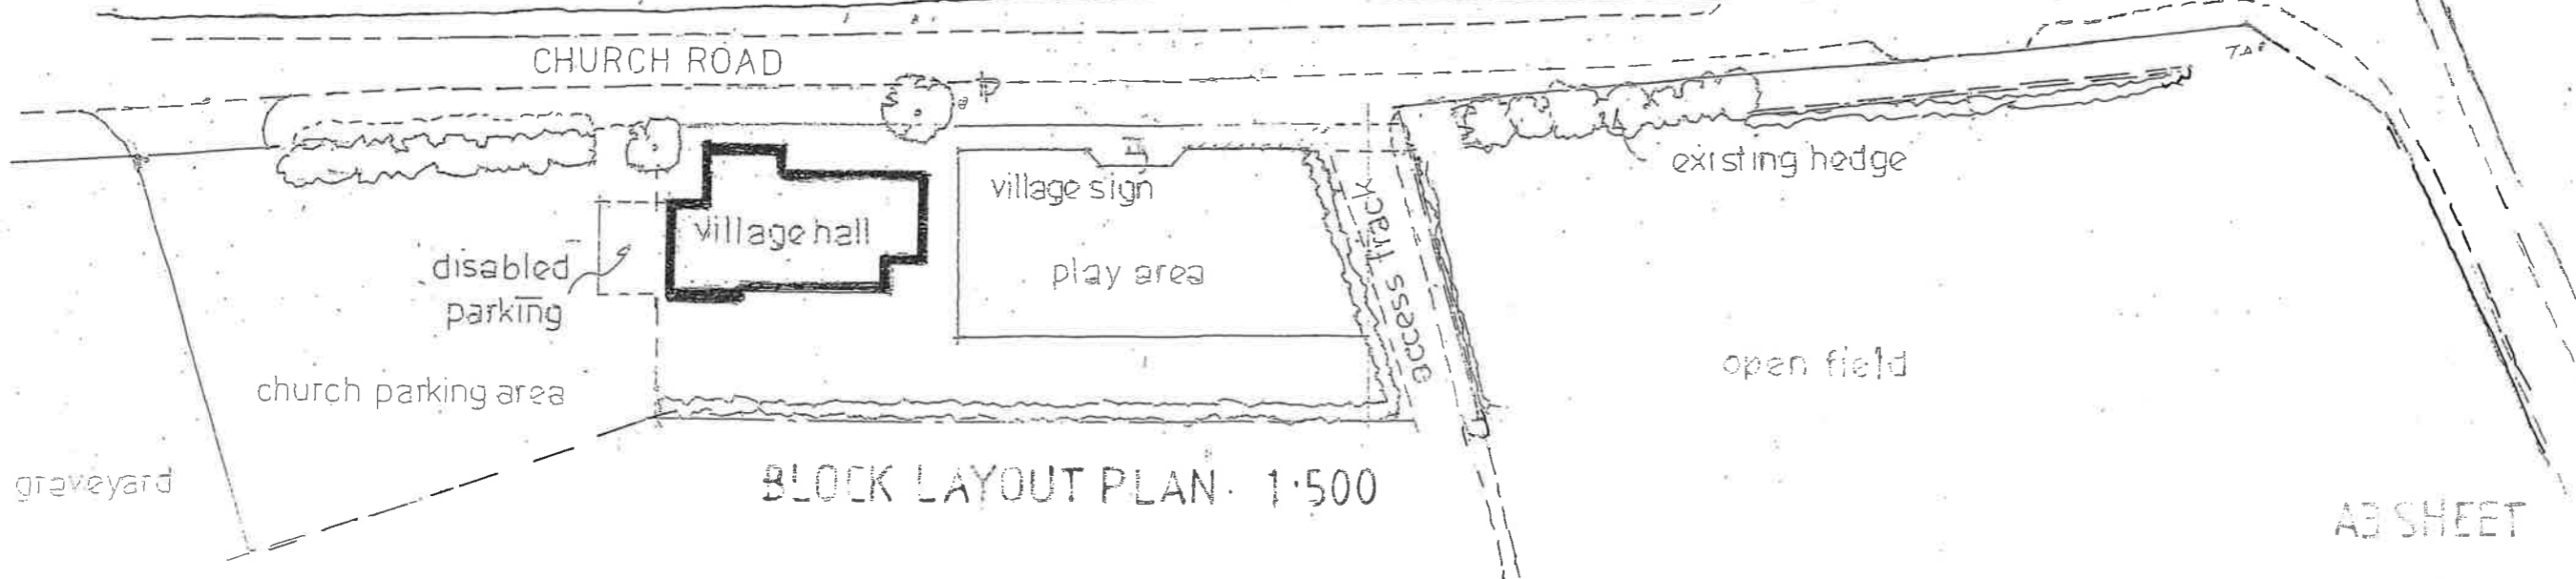 CHURCH ROAD
existing hedge
village sign
village hall
disabled
parking
play area
access track
open field
church parking area
graveyard
BLOCK LAYOUT PLAN. 1:500
A3 SHEET